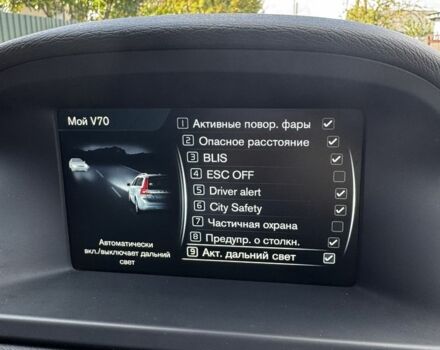 Мой V70
1 Активные повор. фары
2 Опасное расстояние
3 BLIS
4 ESC OFF
5 Driver alert
6 City Safety
7 Частичная охрана
8 Предупр. о столкн.
9 Акт. дальний свет
Автоматически
вкл./выключает дальний
свет